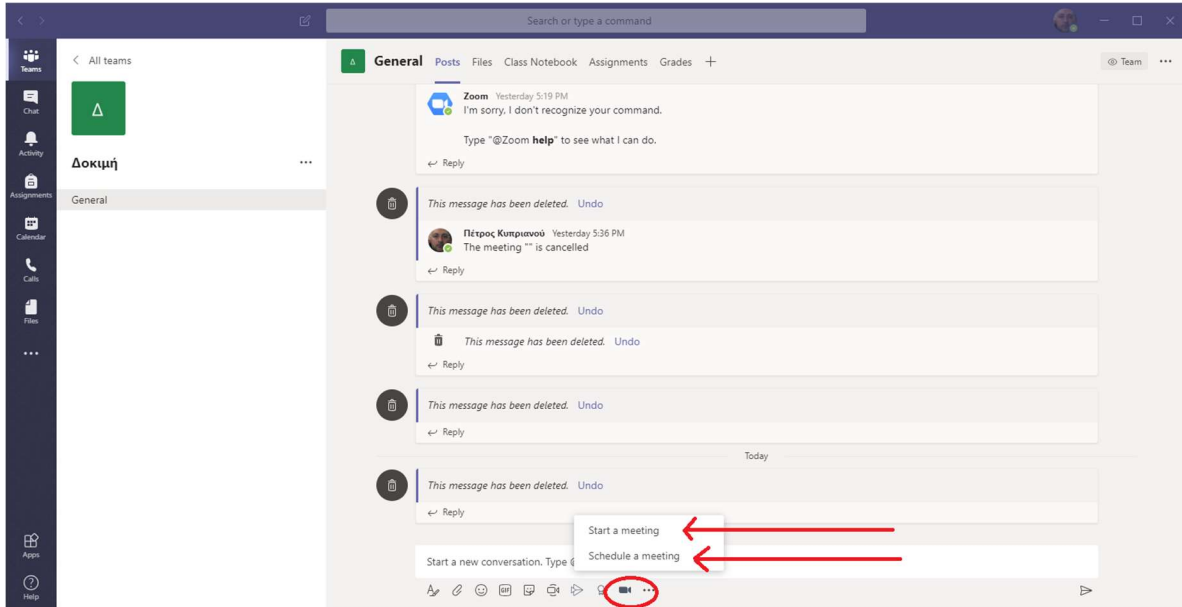 Search or type a command
Teams
Chat
Activity
Assignments
Calendar
Calls
Files
Apps
Help
All teams
Δ
Δοκιμή
General
Δ
General Posts Files Class Notebook Assignments Grades
Team
Zoom Yesterday 5:19 PM
I'm sorry, I don't recognize your command.
Type "@Zoom help" to see what I can do.
Reply
This message has been deleted. Undo
Πέτρος Κυπριανού Yesterday 5:36 PM
The meeting "" is cancelled
Reply
This message has been deleted. Undo
This message has been deleted. Undo
Reply
This message has been deleted. Undo
Reply
Today
This message has been deleted. Undo
Reply
Start a meeting
Schedule a meeting
Start a new conversation. Type @
GIF